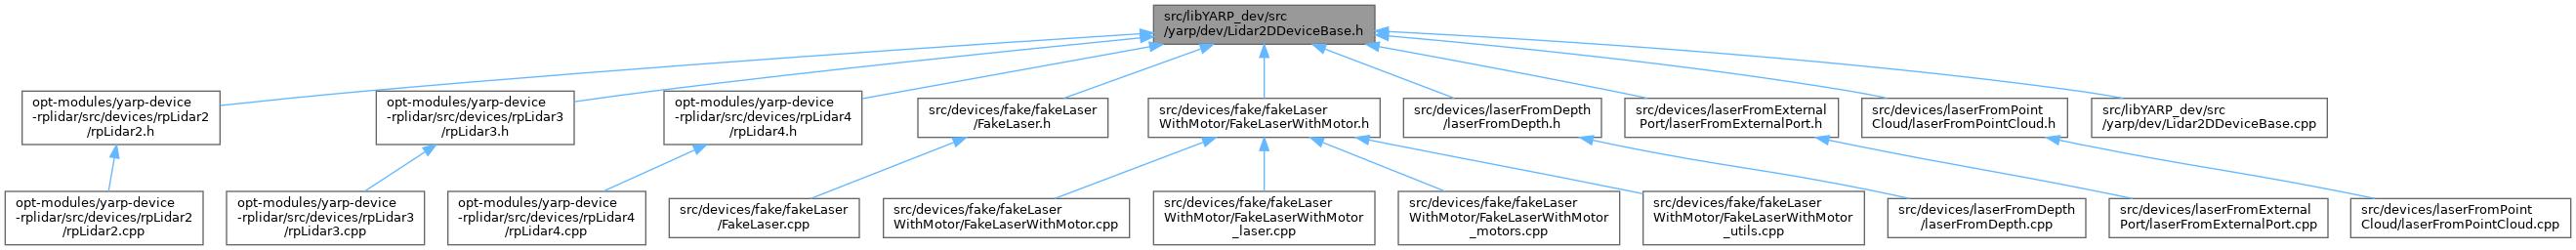 src/libYARP_dev/src
/yarp/dev/Lidar2DDeviceBase.h
opt-modules/yarp-device
-rplidar/src/devices/rpLidar2
/rpLidar2.h
opt-modules/yarp-device
-rplidar/src/devices/rpLidar3
/rpLidar3.h
opt-modules/yarp-device
-rplidar/src/devices/rpLidar4
/rpLidar4.h
src/devices/fake/fakeLaser
/FakeLaser.h
src/devices/fake/fakeLaser
WithMotor/FakeLaserWithMotor.h
src/devices/laserFromDepth
/laserFromDepth.h
src/devices/laserFromExternal
Port/laserFromExternalPort.h
src/devices/laserFromPoint
Cloud/laserFromPointCloud.h
src/libYARP_dev/src
/yarp/dev/Lidar2DDeviceBase.cpp
opt-modules/yarp-device
-rplidar/src/devices/rpLidar2
/rpLidar2.cpp
opt-modules/yarp-device
-rplidar/src/devices/rpLidar3
/rpLidar3.cpp
opt-modules/yarp-device
-rplidar/src/devices/rpLidar4
/rpLidar4.cpp
src/devices/fake/fakeLaser
/FakeLaser.cpp
src/devices/fake/fakeLaser
WithMotor/FakeLaserWithMotor.cpp
src/devices/fake/fakeLaser
WithMotor/FakeLaserWithMotor
_laser.cpp
src/devices/fake/fakeLaser
WithMotor/FakeLaserWithMotor
_motors.cpp
src/devices/fake/fakeLaser
WithMotor/FakeLaserWithMotor
_utils.cpp
src/devices/laserFromDepth
/laserFromDepth.cpp
src/devices/laserFromExternal
Port/laserFromExternalPort.cpp
src/devices/laserFromPoint
Cloud/laserFromPointCloud.cpp